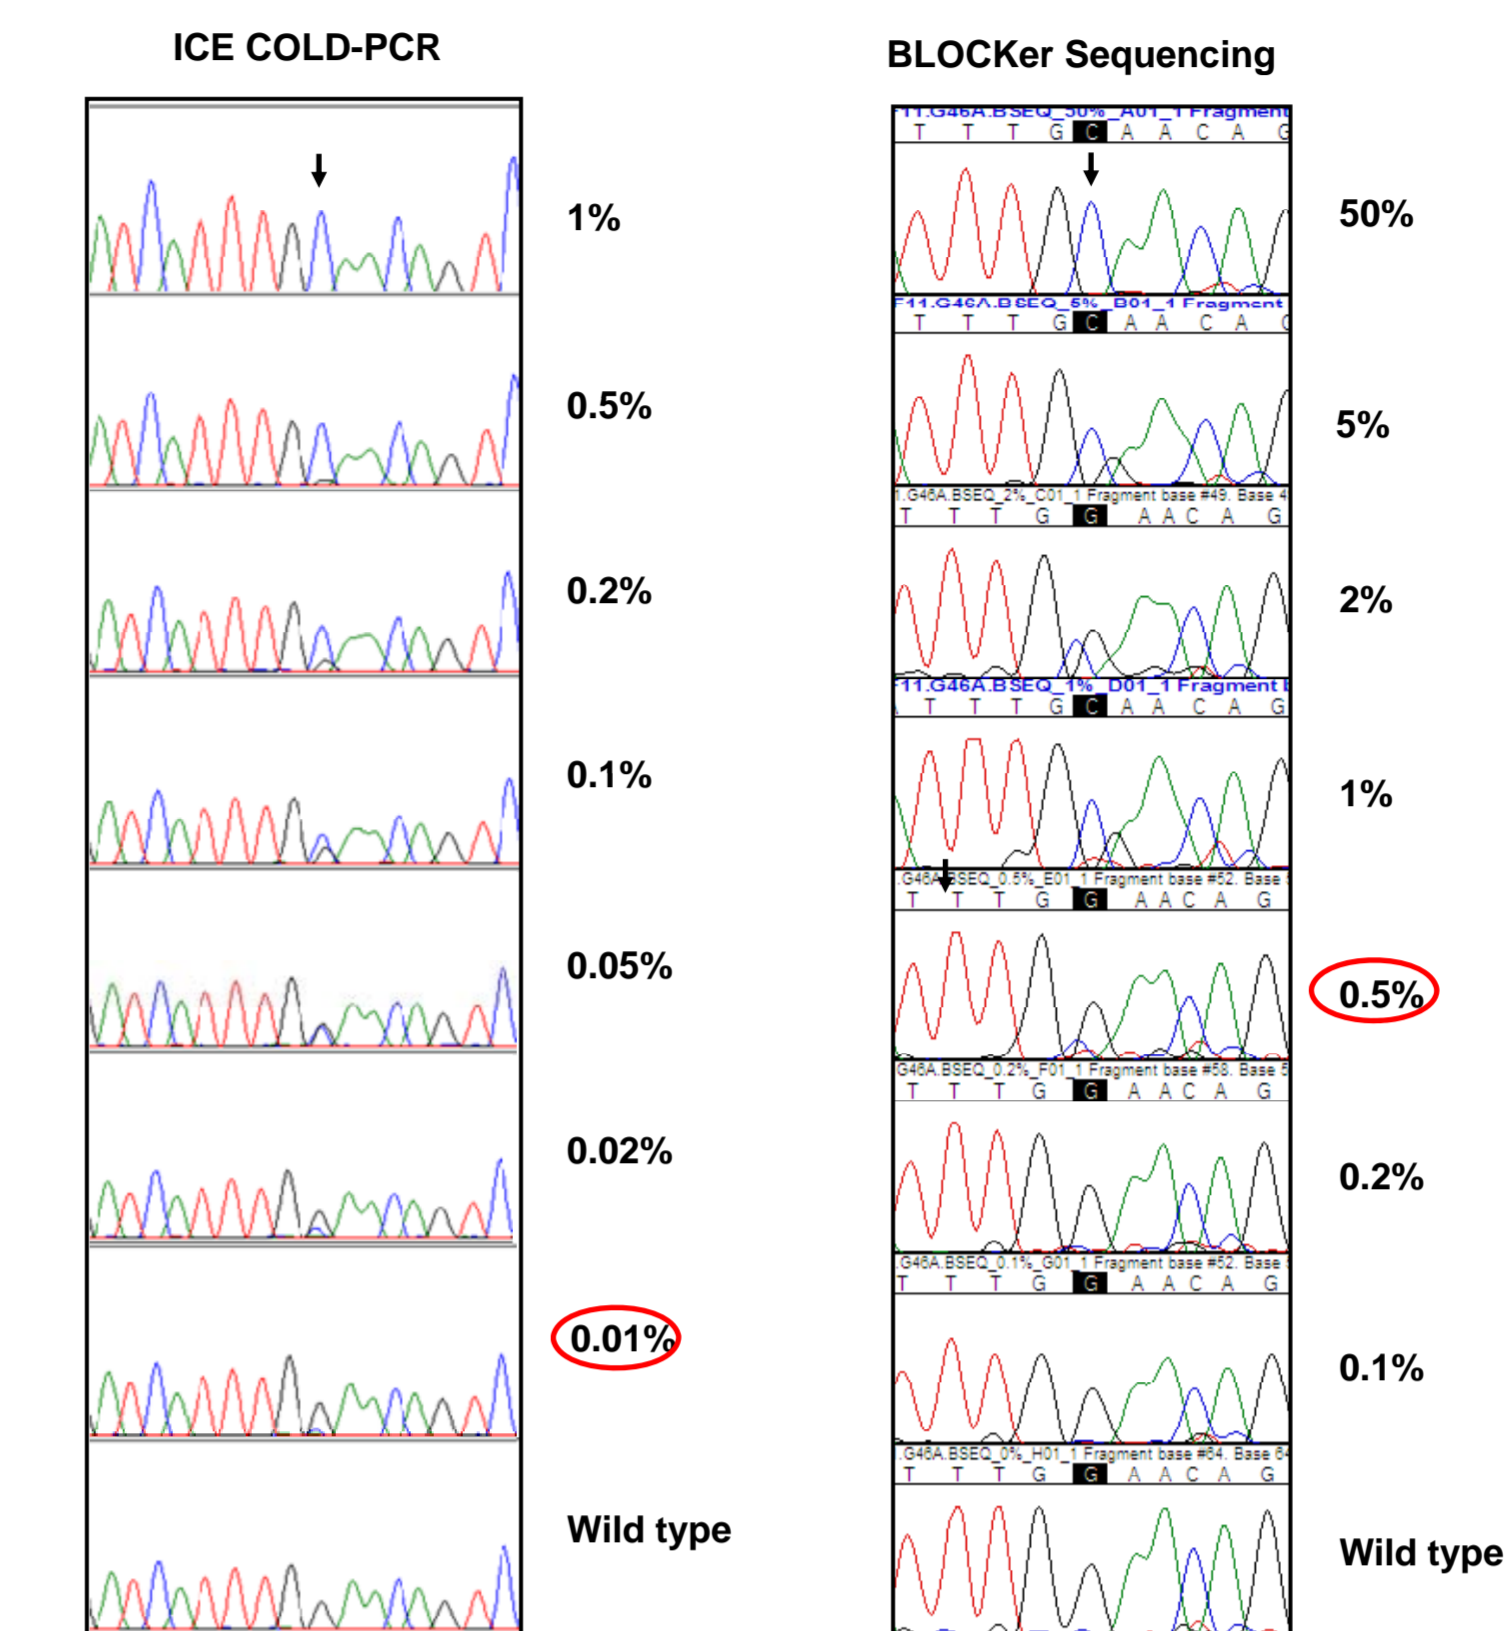 ICE COLD-PCR
1%
0.5%
0.2%
0.1%
0.05%
0.02%
0.01%
Wild type
BLOCKer Sequencing
F11.G46A.BSEQ_50%_A01_1 Fragment
T T T G C A A C A G
50%
F11.G46A.BSEQ_5%_B01_1 Fragment
T T T G C A A C A
5%
.G46A.BSEQ_2%_C01_1 Fragment base #49. Base 4
T T T G G A A C A G
2%
F11.G46A.BSEQ_1%_D01_1 Fragment
T T T G C A A C A G
1%
.G46A.BSEQ_0.5%_E01_1 Fragment base #52. Base
T T T G G A A C A G
0.5%
G46A.BSEQ_0.2%_F01_1 Fragment base #58. Base 5
T T T G G A A C A G
0.2%
.G46A.BSEQ_0.1%_G01_1 Fragment base #52. Base
T T T G G A A C A G
0.1%
.G46A.BSEQ_0%_H01_1 Fragment base #64. Base 64
T T T G G A A C A G
Wild type